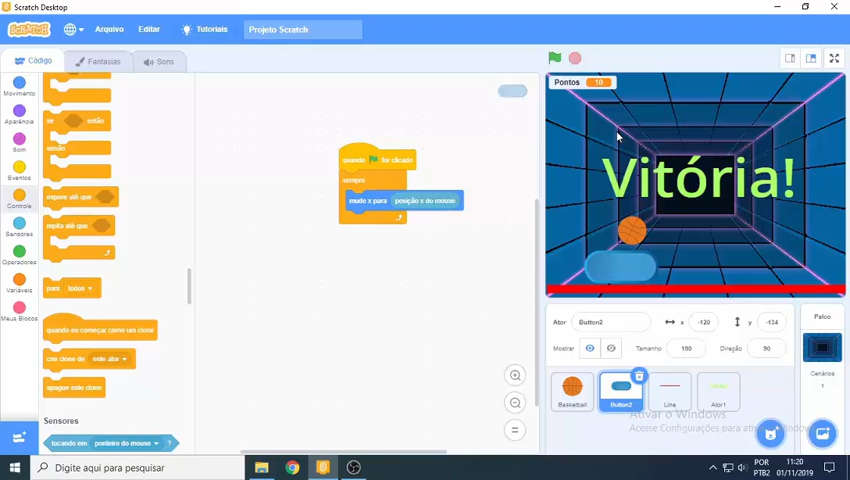 Scratch Desktop
SCRATCH
Arquivo
Editar
Tutoriais
Projeto Scratch
Código
Fantasias
Sons
Movimento
Aparência
Som
Eventos
Controle
Sensores
Operadores
Variáveis
Meus Blocos
se então
senão
espere até que
repita até que
pare todos
quando eu começar como um clone
crie clone de este ator
apague este clone
Sensores
tocando em ponteiro do mouse ?
quando for clicado
sempre
mude x para posição x do mouse
Pontos 10
Vitória!
Ator Button2 x -120 y -134
Mostrar Tamanho 100 Direção 90
Basketball
Button2
Line
Ator1
Palco
Cenários
1
Ativar o Windows
Acesse Configurações para ativar o Windows.
Digite aqui para pesquisar
POR
PTB2
11:20
01/11/2019